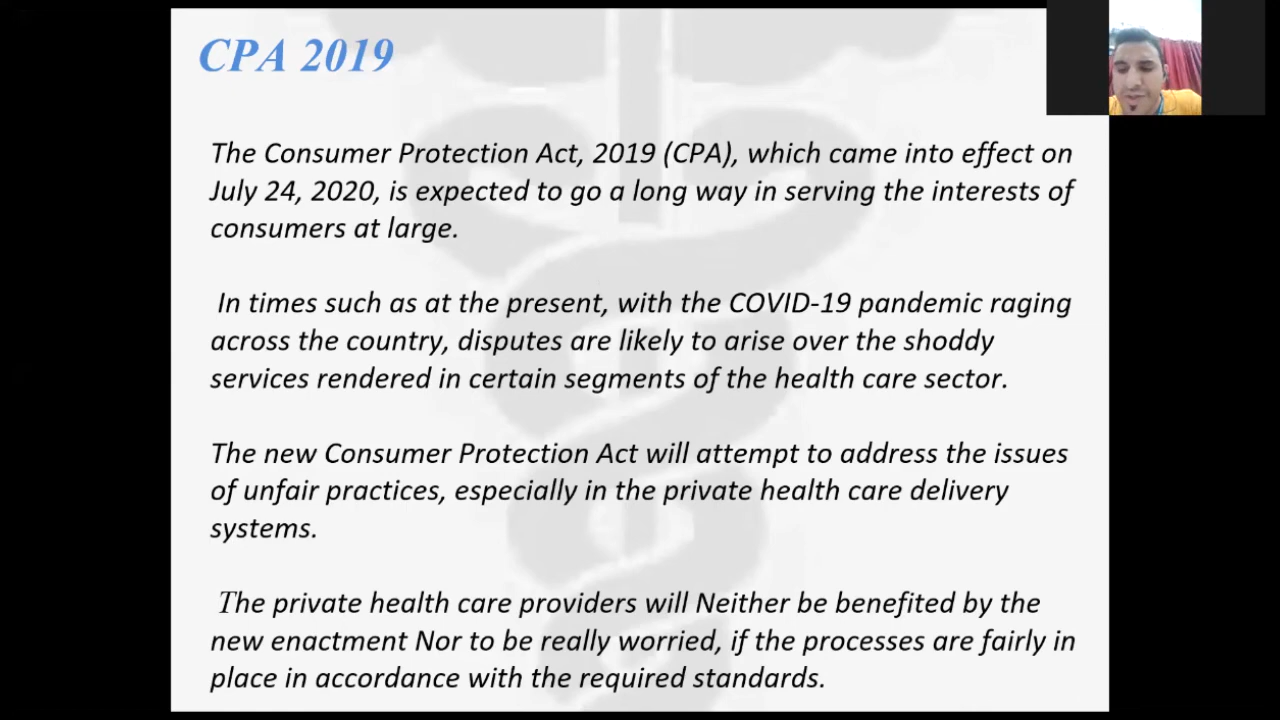 CPA 2019
The Consumer Protection Act, 2019 (CPA), which came into effect on
July 24, 2020, is expected to go a long way in serving the interests of
consumers at large.
In times such as at the present, with the COVID-19 pandemic raging
across the country, disputes are likely to arise over the shoddy
services rendered in certain segments of the health care sector.
The new Consumer Protection Act will attempt to address the issues
of unfair practices, especially in the private health care delivery
systems.
The private health care providers will Neither be benefited by the
new enactment Nor to be really worried, if the processes are fairly in
place in accordance with the required standards.